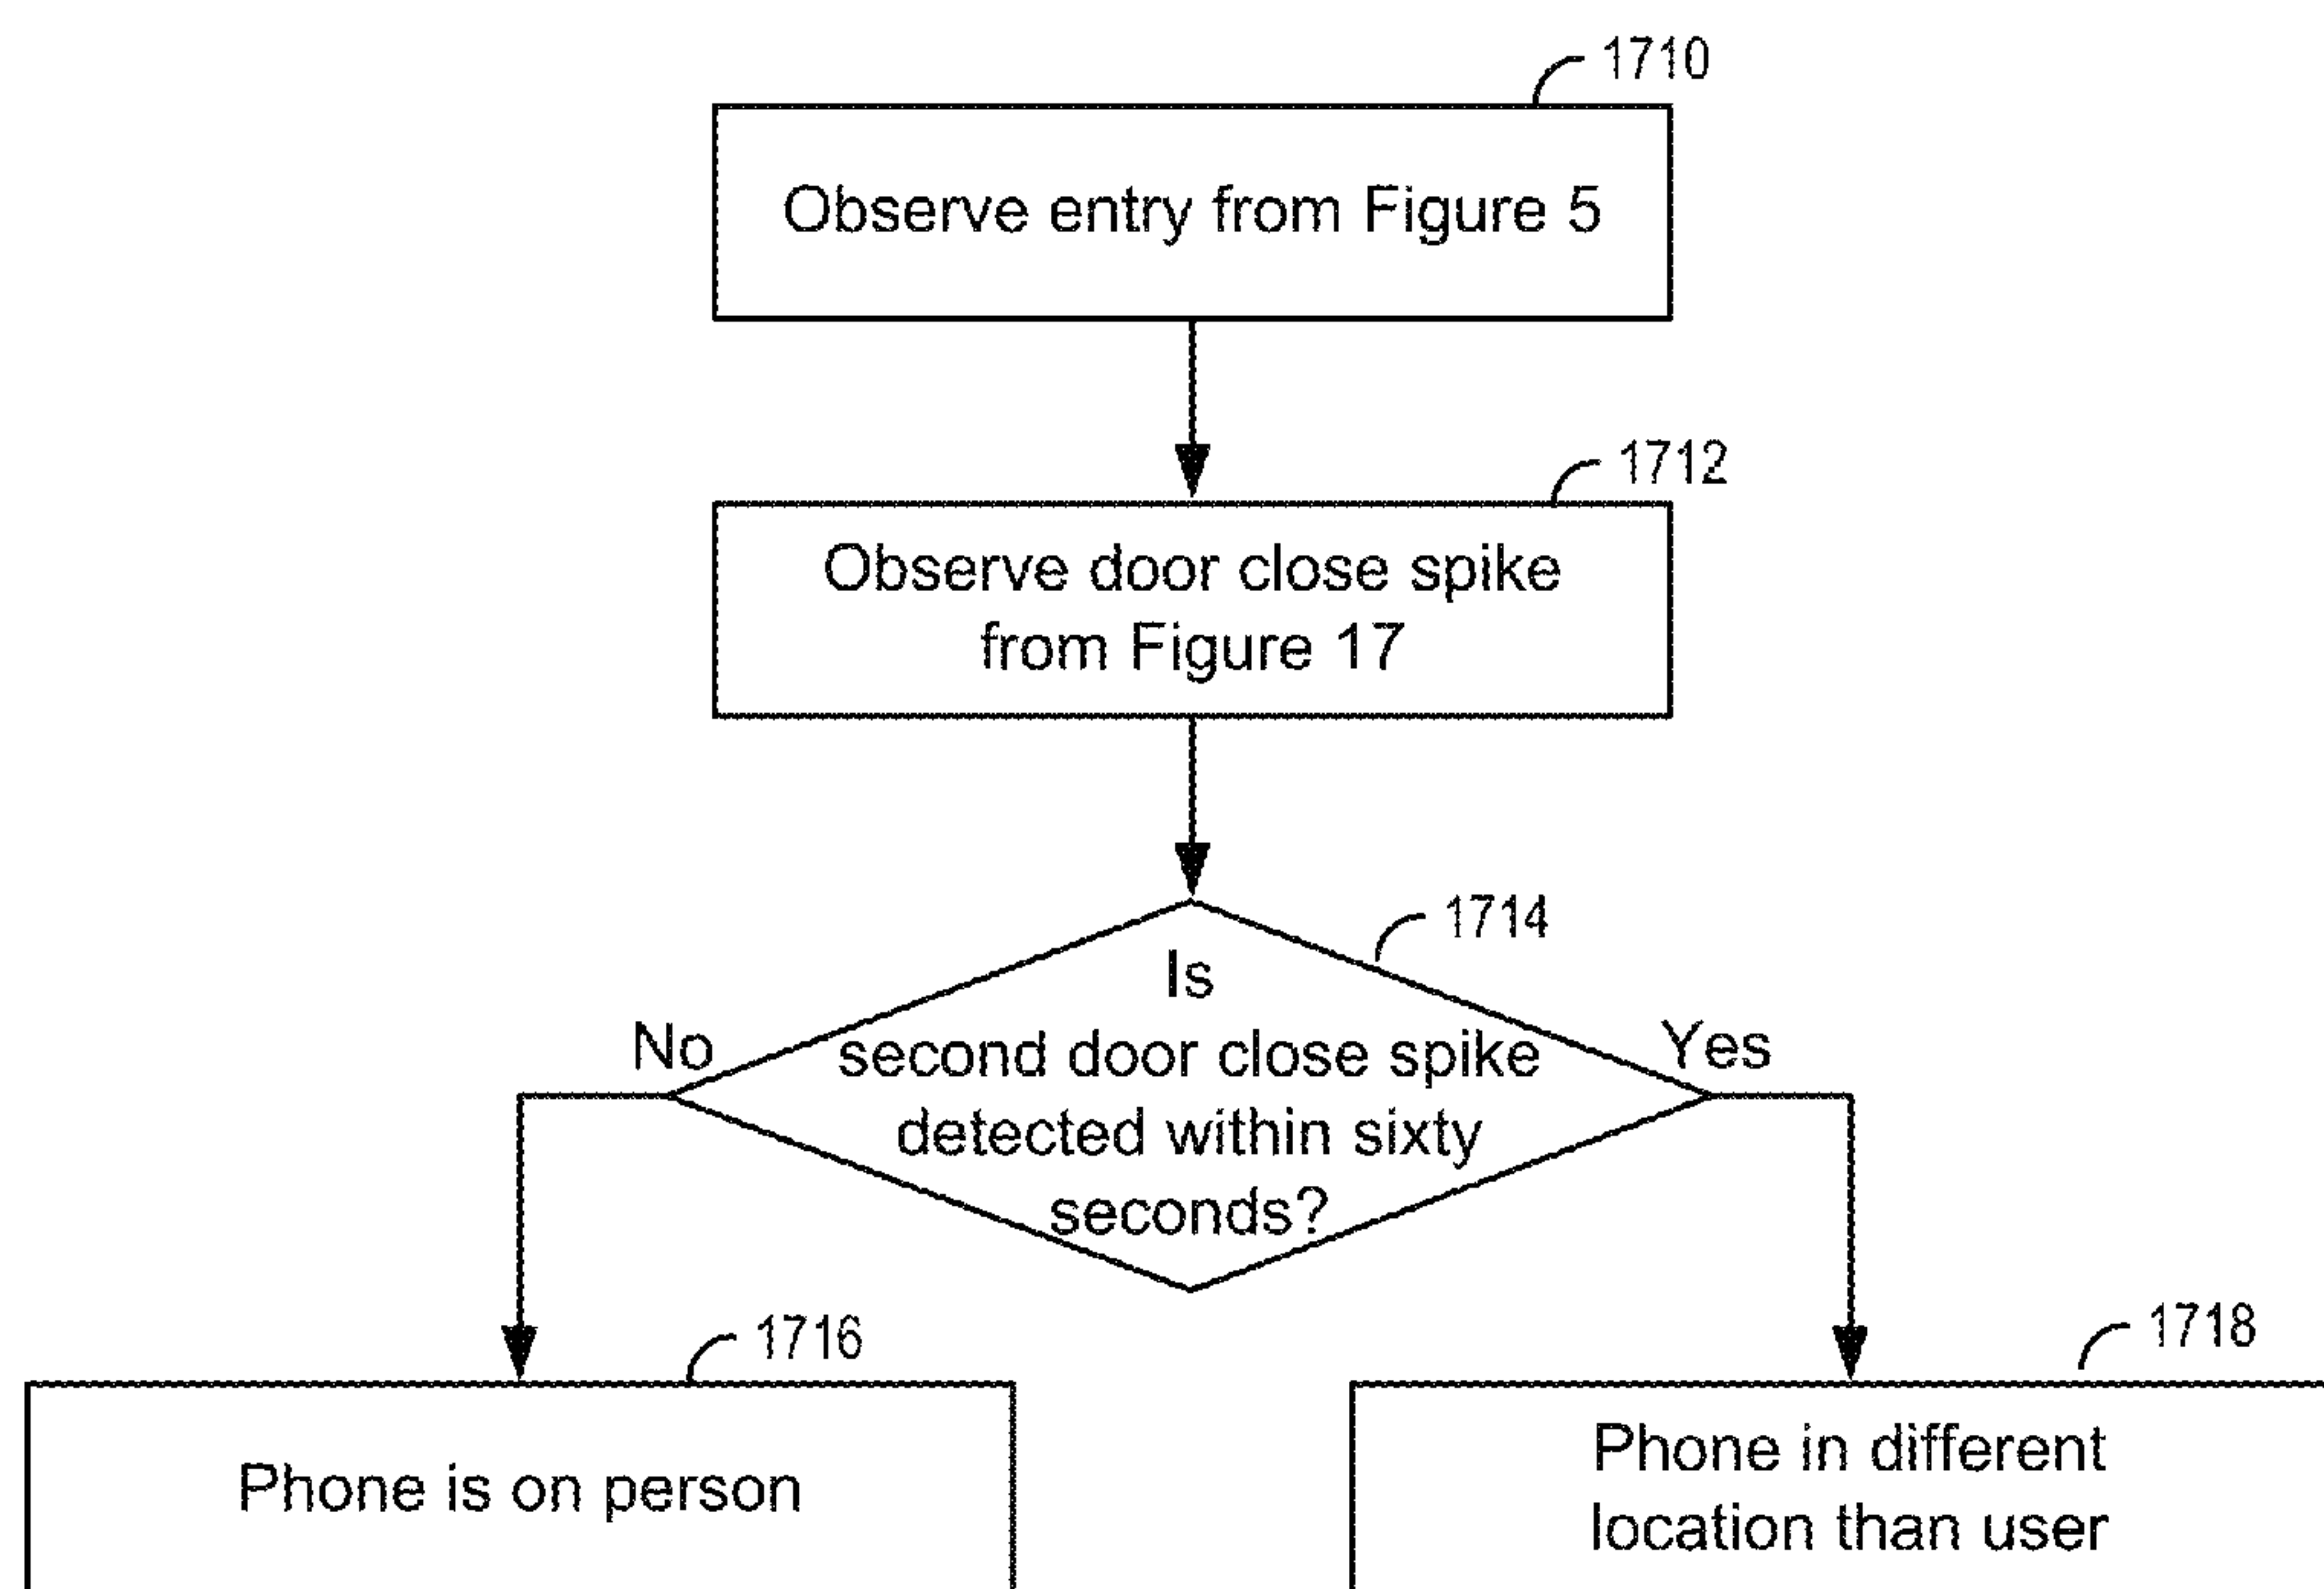 1710
Observe entry from Figure 5
1712
Observe door close spike
from Figure 17
1714
Is
second door close spike
detected within sixty
seconds?
No
Yes
1716
Phone is on person
1718
Phone in different
location than user